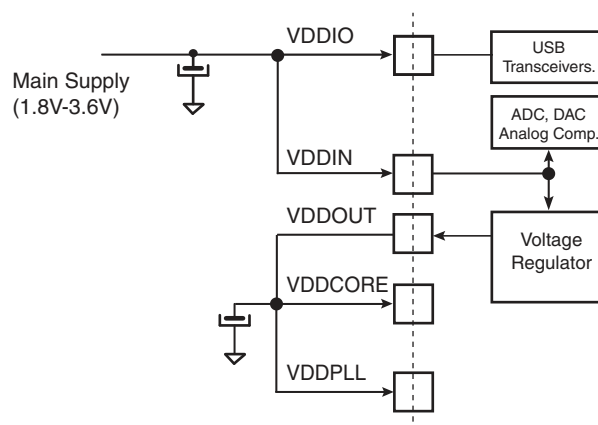 VDDIO
USB
Transceivers.
Main Supply
(1.8V-3.6V)
ADC, DAC
Analog Comp.
VDDIN
VDDOUT
Voltage
Regulator
VDDCORE
VDDPLL